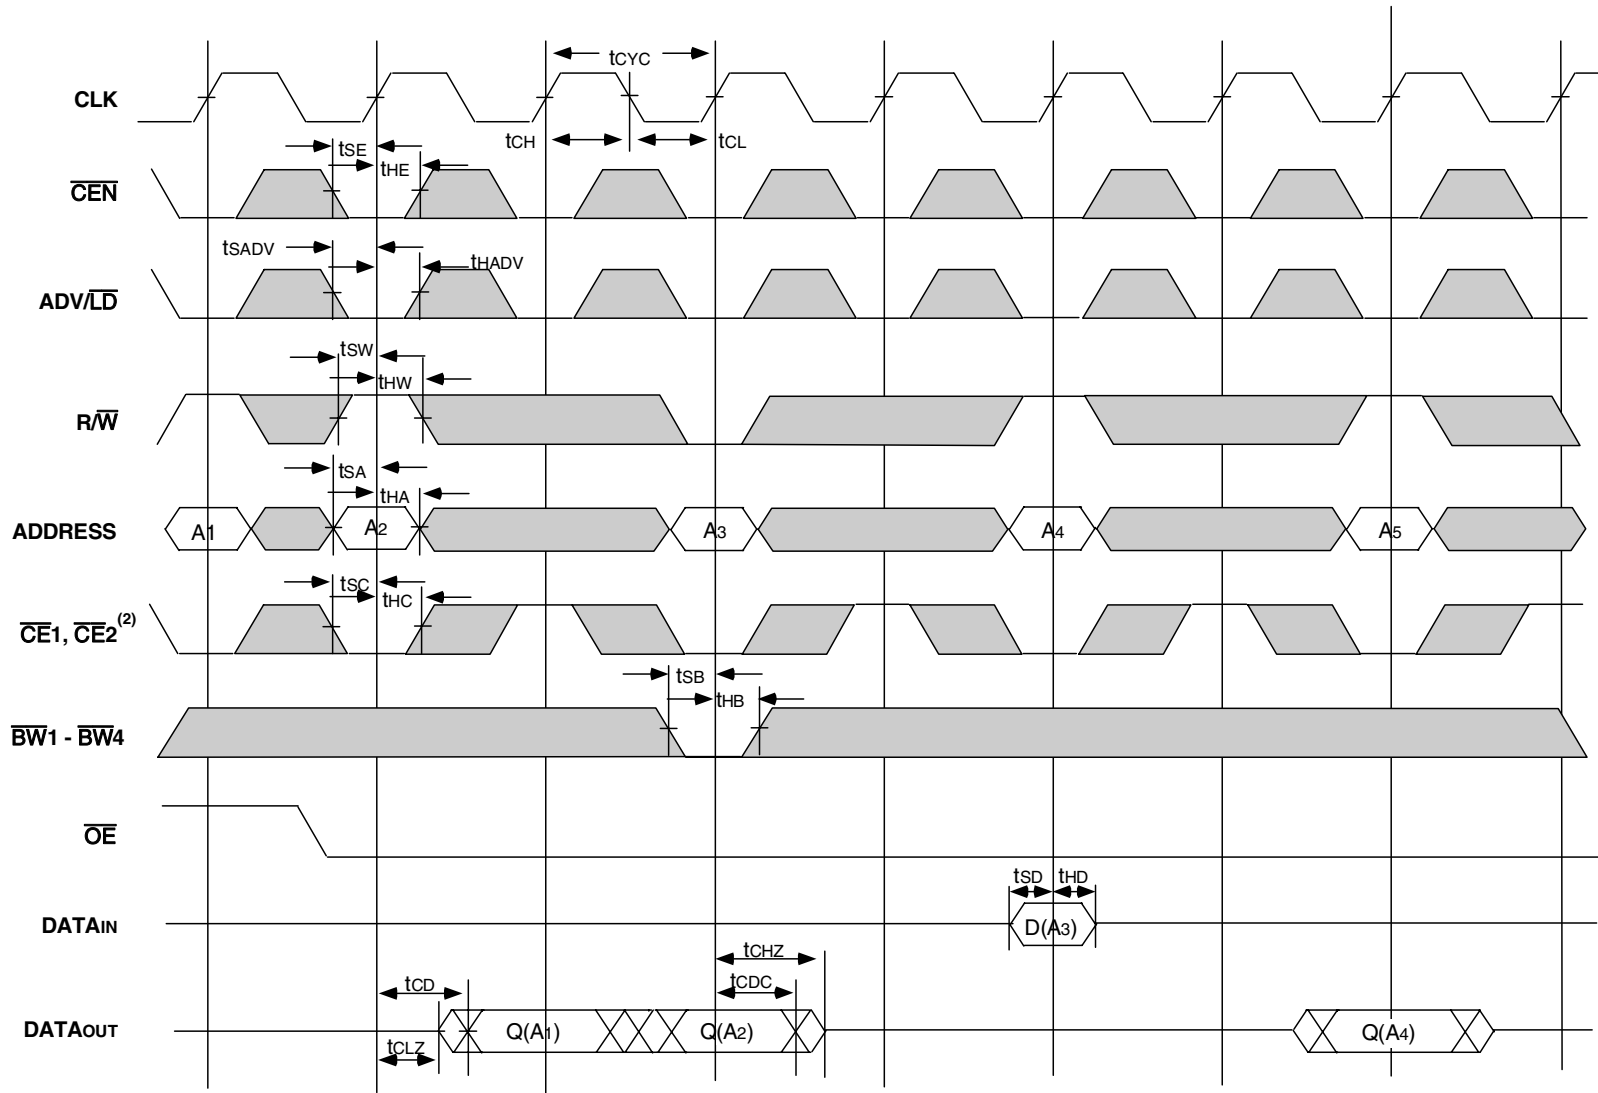 tCYC
CLK
tCH tCL
tSE
tHE
CEN
tSADV
tHADV
ADV/LD
tSW
tHW
R/W
tSA
tHA
ADDRESS A1 A2 A3 A4 A5
tSC
tHC
CE1, CE2(2)
tSB
tHB
BW1 - BW4
OE
tSD tHD
DATAIN D(A3)
tCHZ
tCD tCDC
DATAOUT Q(A1) Q(A2) Q(A4)
tCLZ